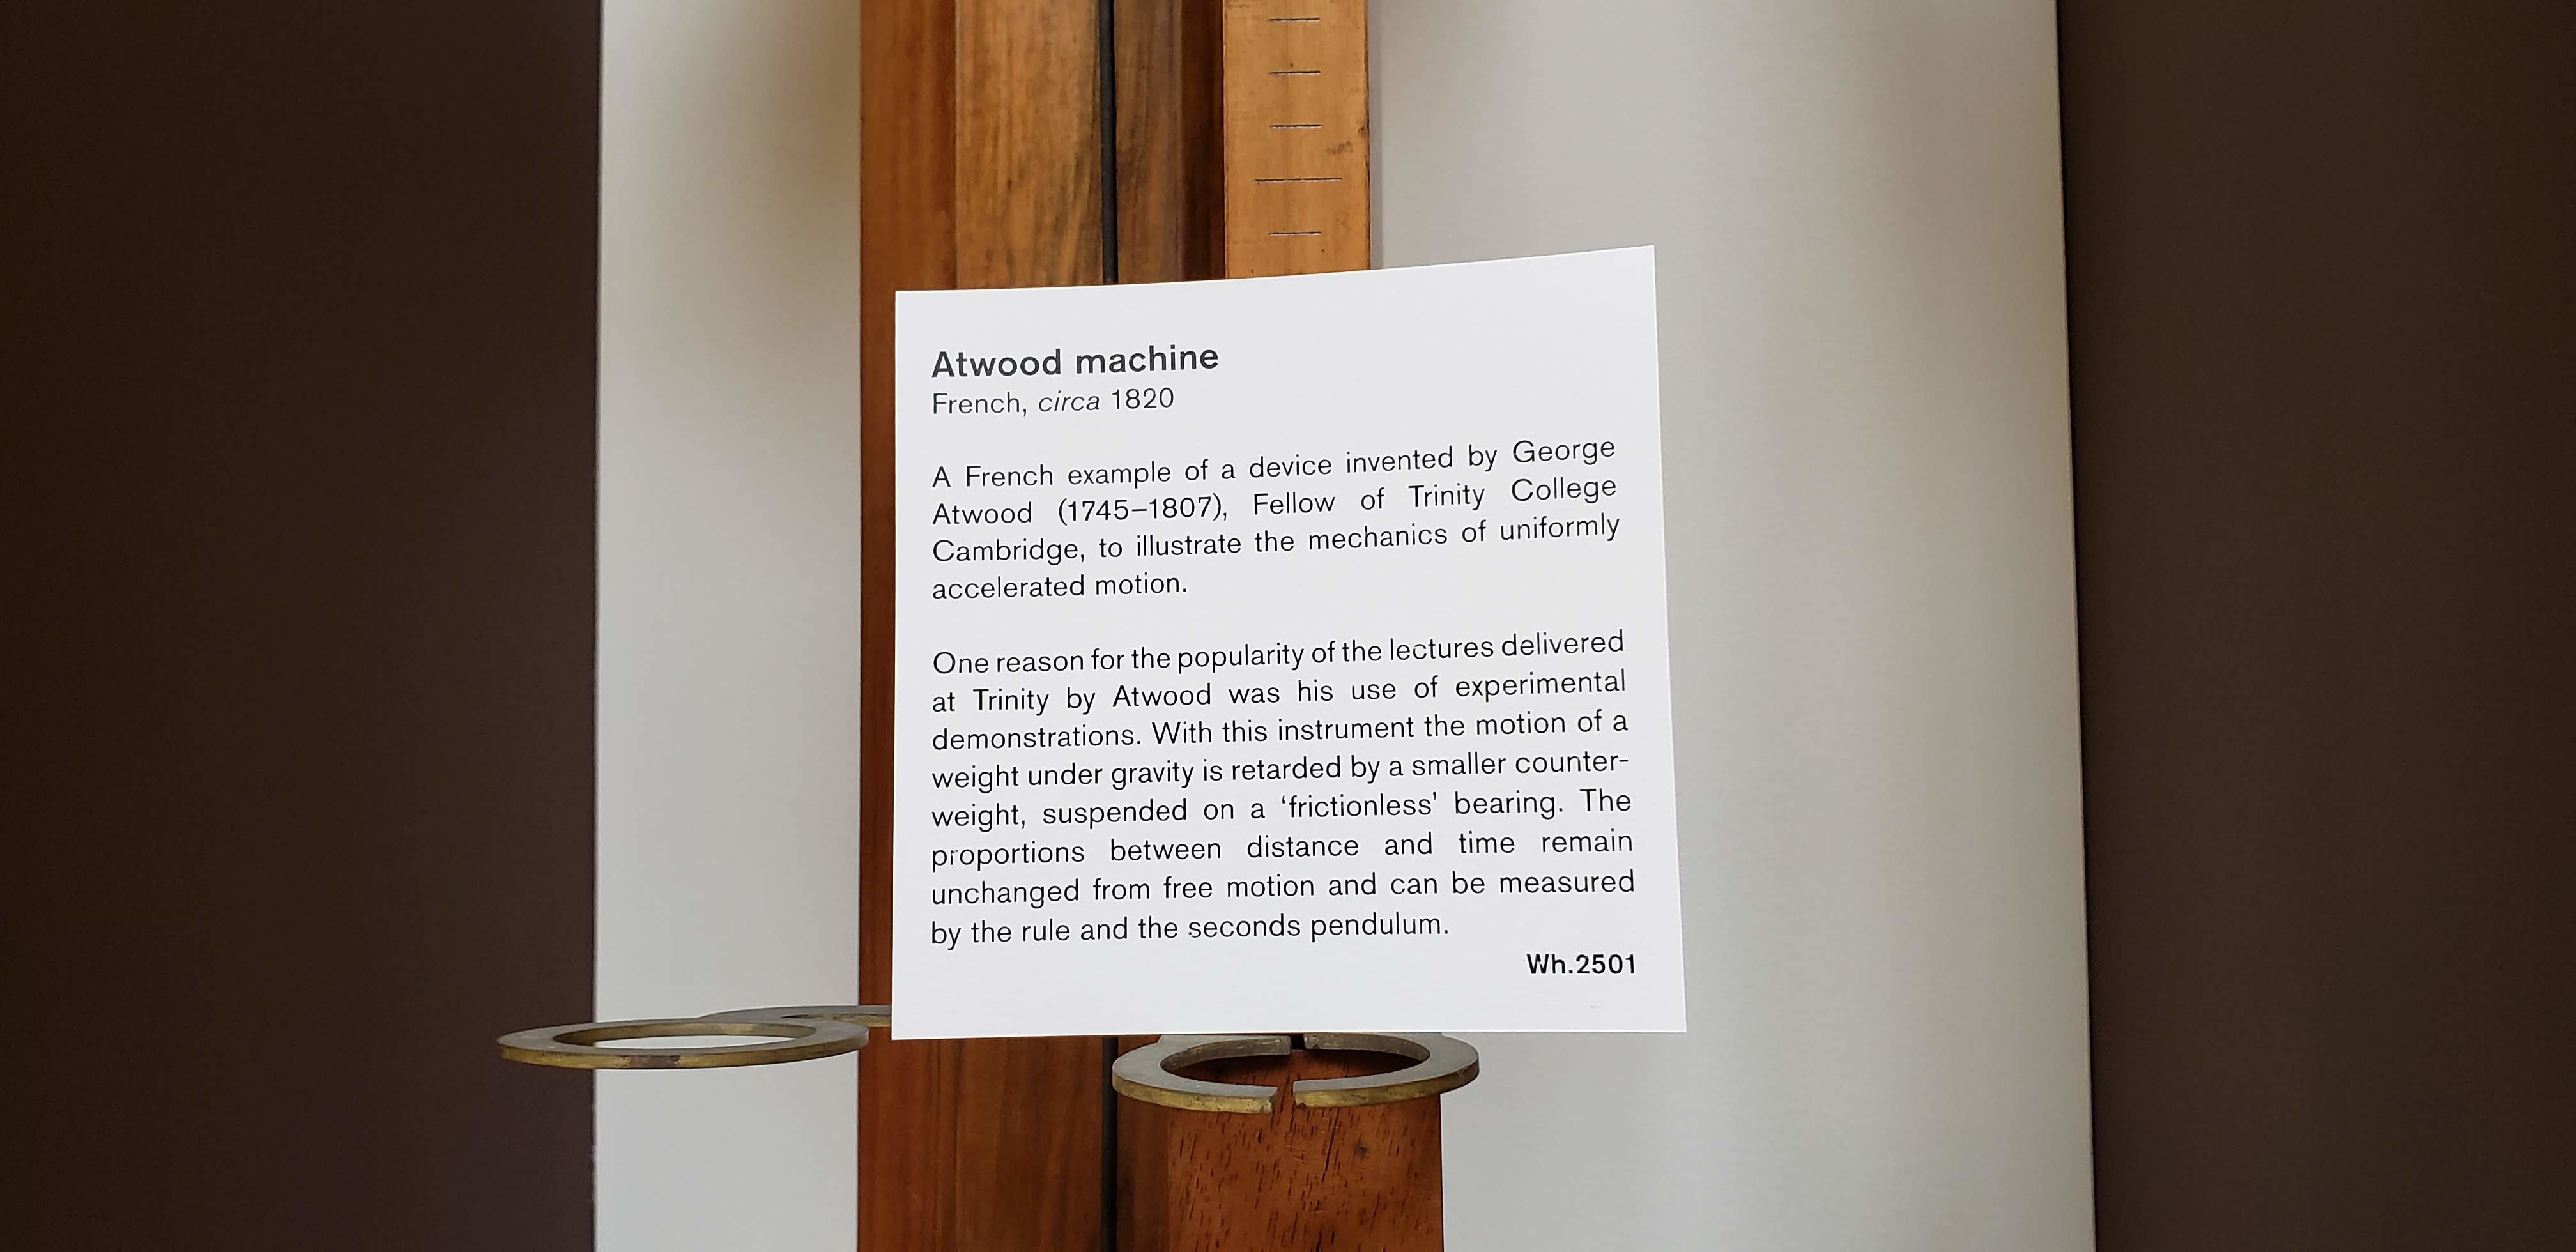 Atwood machine
French, circa 1820
A French example of a device invented by George
Atwood (1745–1807), Fellow of Trinity College
Cambridge, to illustrate the mechanics of uniformly
accelerated motion.
One reason for the popularity of the lectures delivered
at Trinity by Atwood was his use of experimental
demonstrations. With this instrument the motion of a
weight under gravity is retarded by a smaller counter-
weight, suspended on a ‘frictionless’ bearing. The
proportions between distance and time remain
unchanged from free motion and can be measured
by the rule and the seconds pendulum.
Wh.2501